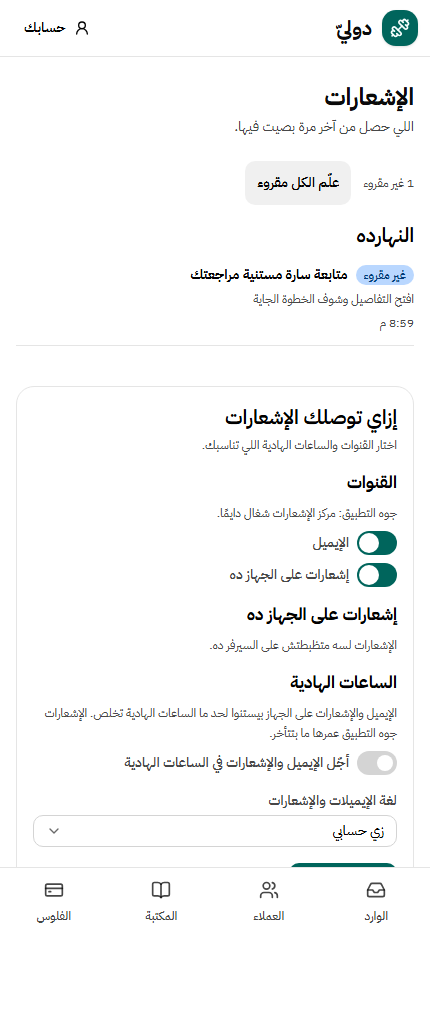 دوليّ
حسابك
الإشعارات
اللي حصل من آخر مرة بصيت فيها.
1 غير مقروء
علّم الكل مقروء
النهارده
غير مقروء
متابعة سارة مستنية مراجعتك
افتح التفاصيل وشوف الخطوة الجاية
8:59 م
إزاي توصلك الإشعارات
اختار القنوات والساعات الهادية اللي تناسبك.
القنوات
جوه التطبيق: مركز الإشعارات شغال دايمًا.
الإيميل
إشعارات على الجهاز ده
إشعارات على الجهاز ده
الإشعارات لسه متظبطتش على السيرفر ده.
الساعات الهادية
الإيميل والإشعارات على الجهاز بيستنوا لحد ما الساعات الهادية تخلص. الإشعارات
جوه التطبيق عمرها ما بتتأخر.
أجّل الإيميل والإشعارات في الساعات الهادية
لغة الإيميلات والإشعارات
زي حسابي
الوارد
العملاء
المكتبة
الفلوس